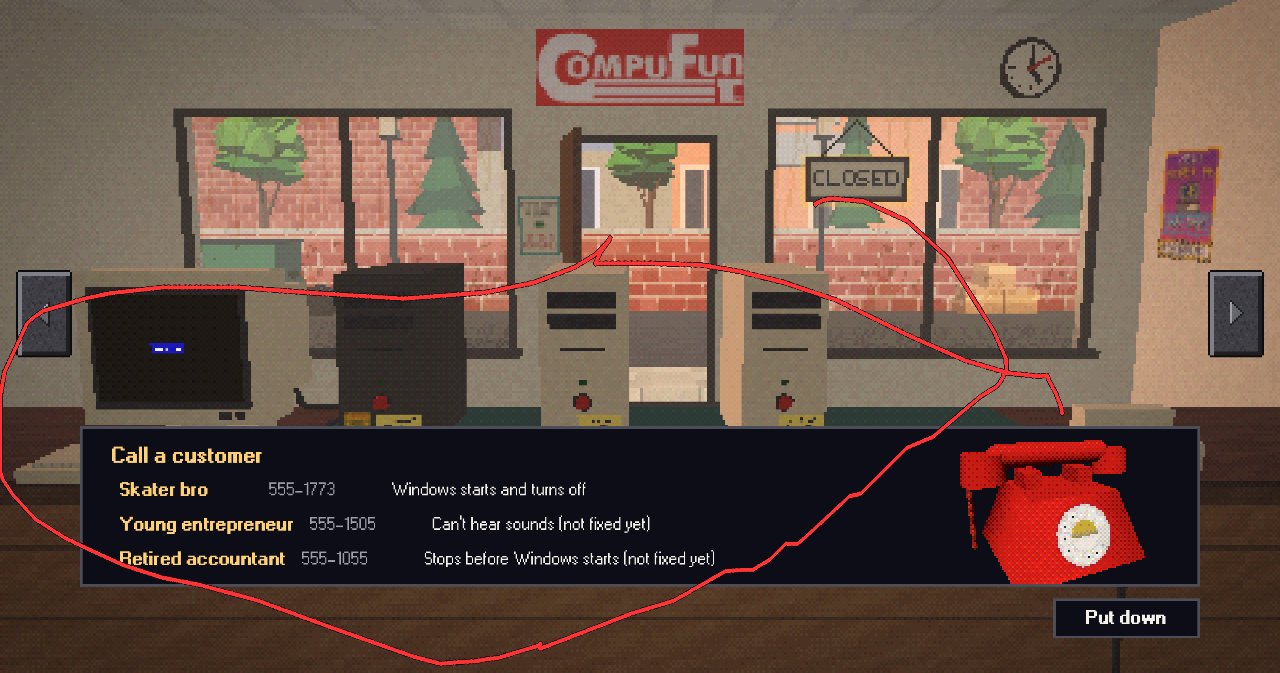 COMPUFUN
CLOSED
Call a customer
Skater bro 555-1773 Windows starts and turns off
Young entrepreneur 555-1505 Can't hear sounds (not fixed yet)
Retired accountant 555-1055 Stops before Windows starts (not fixed yet)
Put down